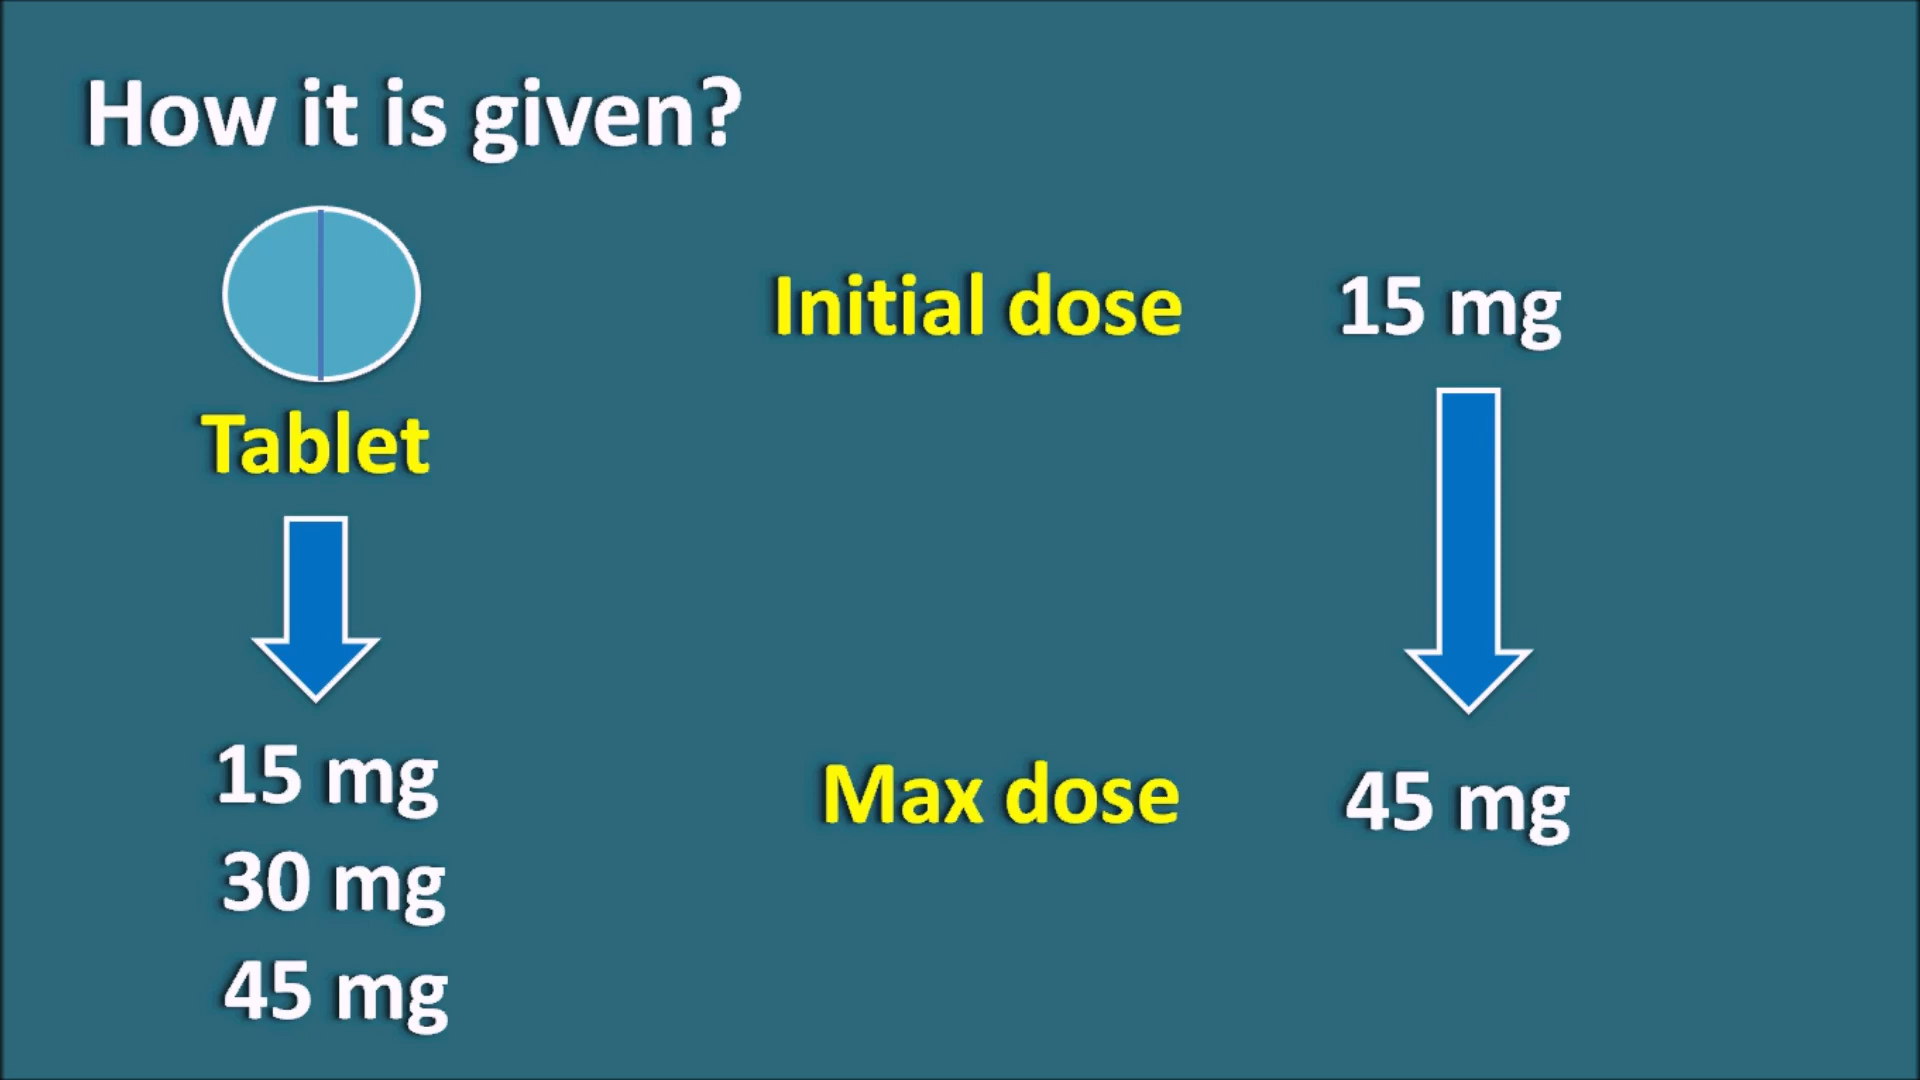 How it is given?
Tablet
15 mg
30 mg
45 mg
Initial dose 15 mg
Max dose 45 mg